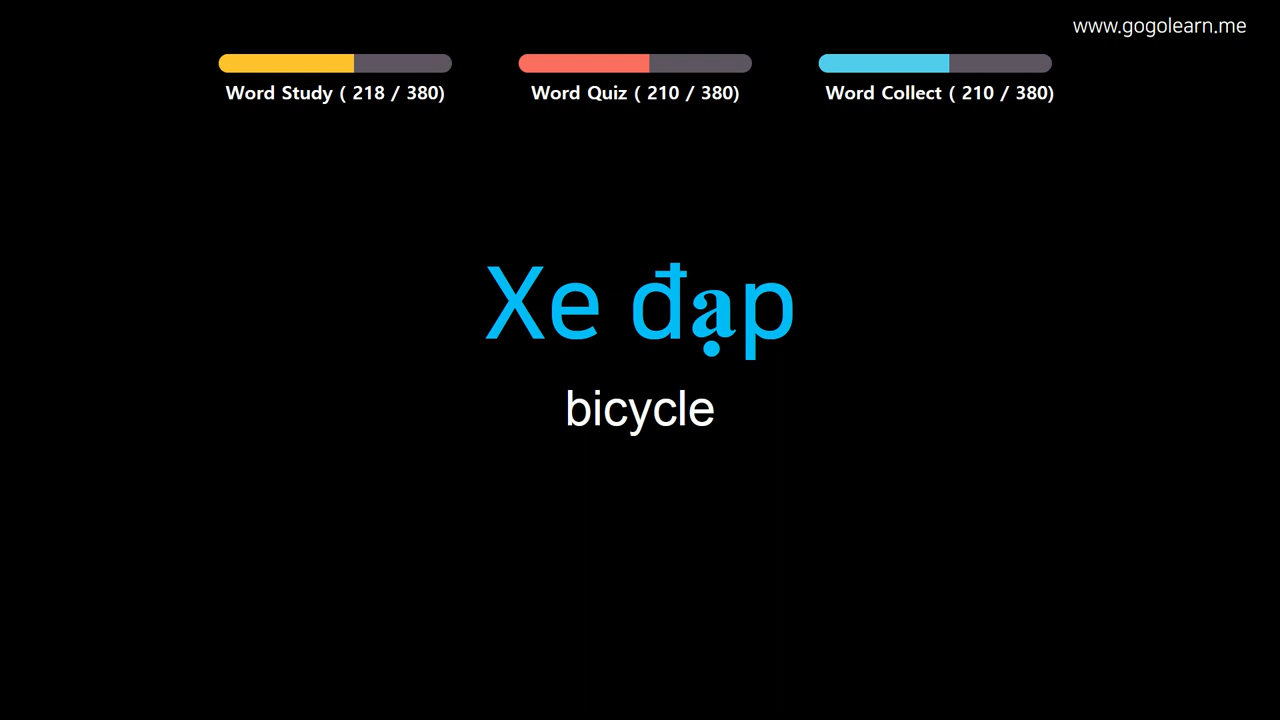 www.gogolearn.me
Word Study ( 218 / 380)
Word Quiz ( 210 / 380)
Word Collect ( 210 / 380)
Xe đạp
bicycle